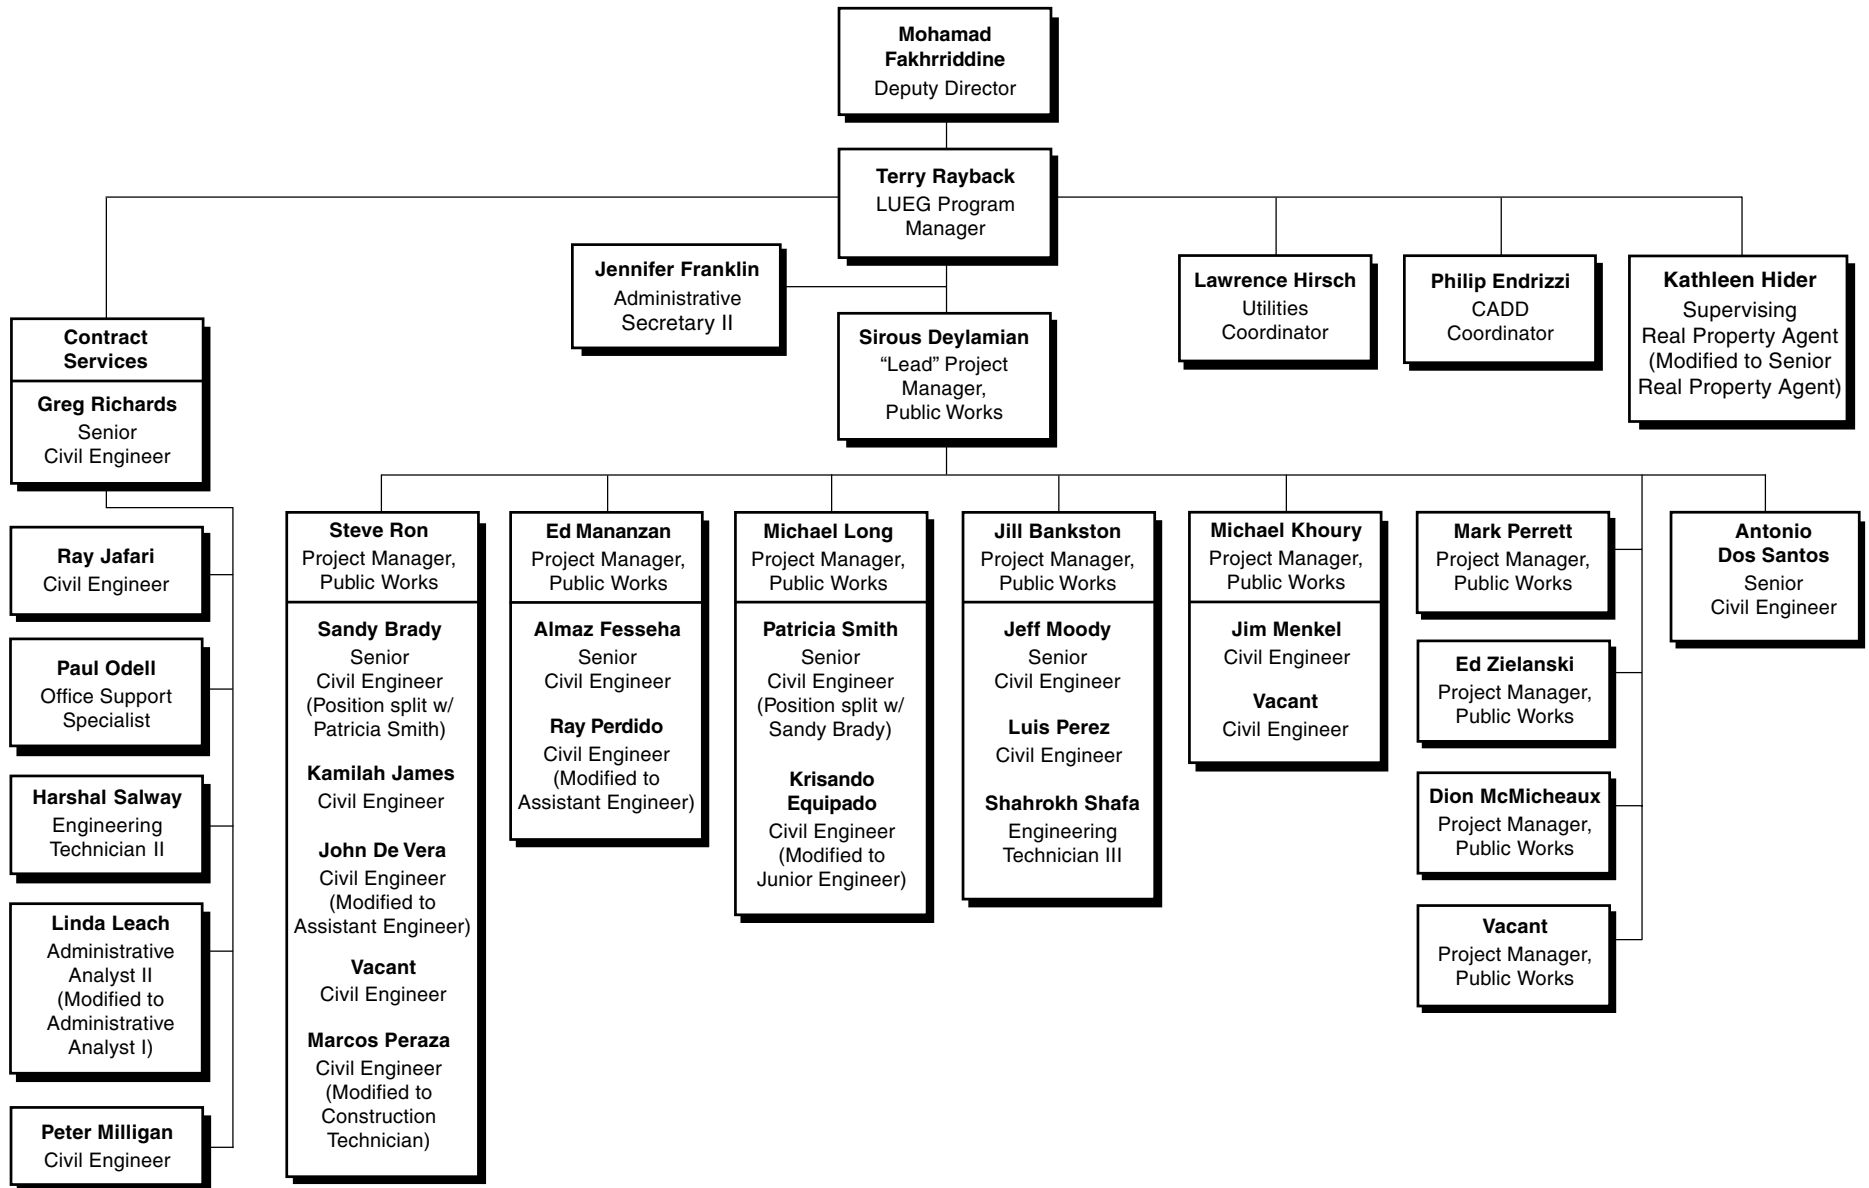 Mohamad
Fakhrriddine
Deputy Director
Terry Rayback
LUEG Program
Manager
Jennifer Franklin
Administrative
Secretary II
Sirous Deylamian
“Lead” Project
Manager,
Public Works
Lawrence Hirsch
Utilities
Coordinator
Philip Endrizzi
CADD
Coordinator
Kathleen Hider
Supervising
Real Property Agent
(Modified to Senior
Real Property Agent)
Contract
Services
Greg Richards
Senior
Civil Engineer
Ray Jafari
Civil Engineer
Paul Odell
Office Support
Specialist
Harshal Salway
Engineering
Technician II
Linda Leach
Administrative
Analyst II
(Modified to
Administrative
Analyst I)
Peter Milligan
Civil Engineer
Steve Ron
Project Manager,
Public Works
Sandy Brady
Senior
Civil Engineer
(Position split w/
Patricia Smith)
Kamilah James
Civil Engineer
John De Vera
Civil Engineer
(Modified to
Assistant Engineer)
Vacant
Civil Engineer
Marcos Peraza
Civil Engineer
(Modified to
Construction
Technician)
Ed Mananzan
Project Manager,
Public Works
Almaz Fesseha
Senior
Civil Engineer
Ray Perdido
Civil Engineer
(Modified to
Assistant Engineer)
Michael Long
Project Manager,
Public Works
Patricia Smith
Senior
Civil Engineer
(Position split w/
Sandy Brady)
Krisando
Equipado
Civil Engineer
(Modified to
Junior Engineer)
Jill Bankston
Project Manager,
Public Works
Jeff Moody
Senior
Civil Engineer
Luis Perez
Civil Engineer
Shahrokh Shafa
Engineering
Technician III
Michael Khoury
Project Manager,
Public Works
Jim Menkel
Civil Engineer
Vacant
Civil Engineer
Mark Perrett
Project Manager,
Public Works
Ed Zielanski
Project Manager,
Public Works
Dion McMicheaux
Project Manager,
Public Works
Vacant
Project Manager,
Public Works
Antonio
Dos Santos
Senior
Civil Engineer